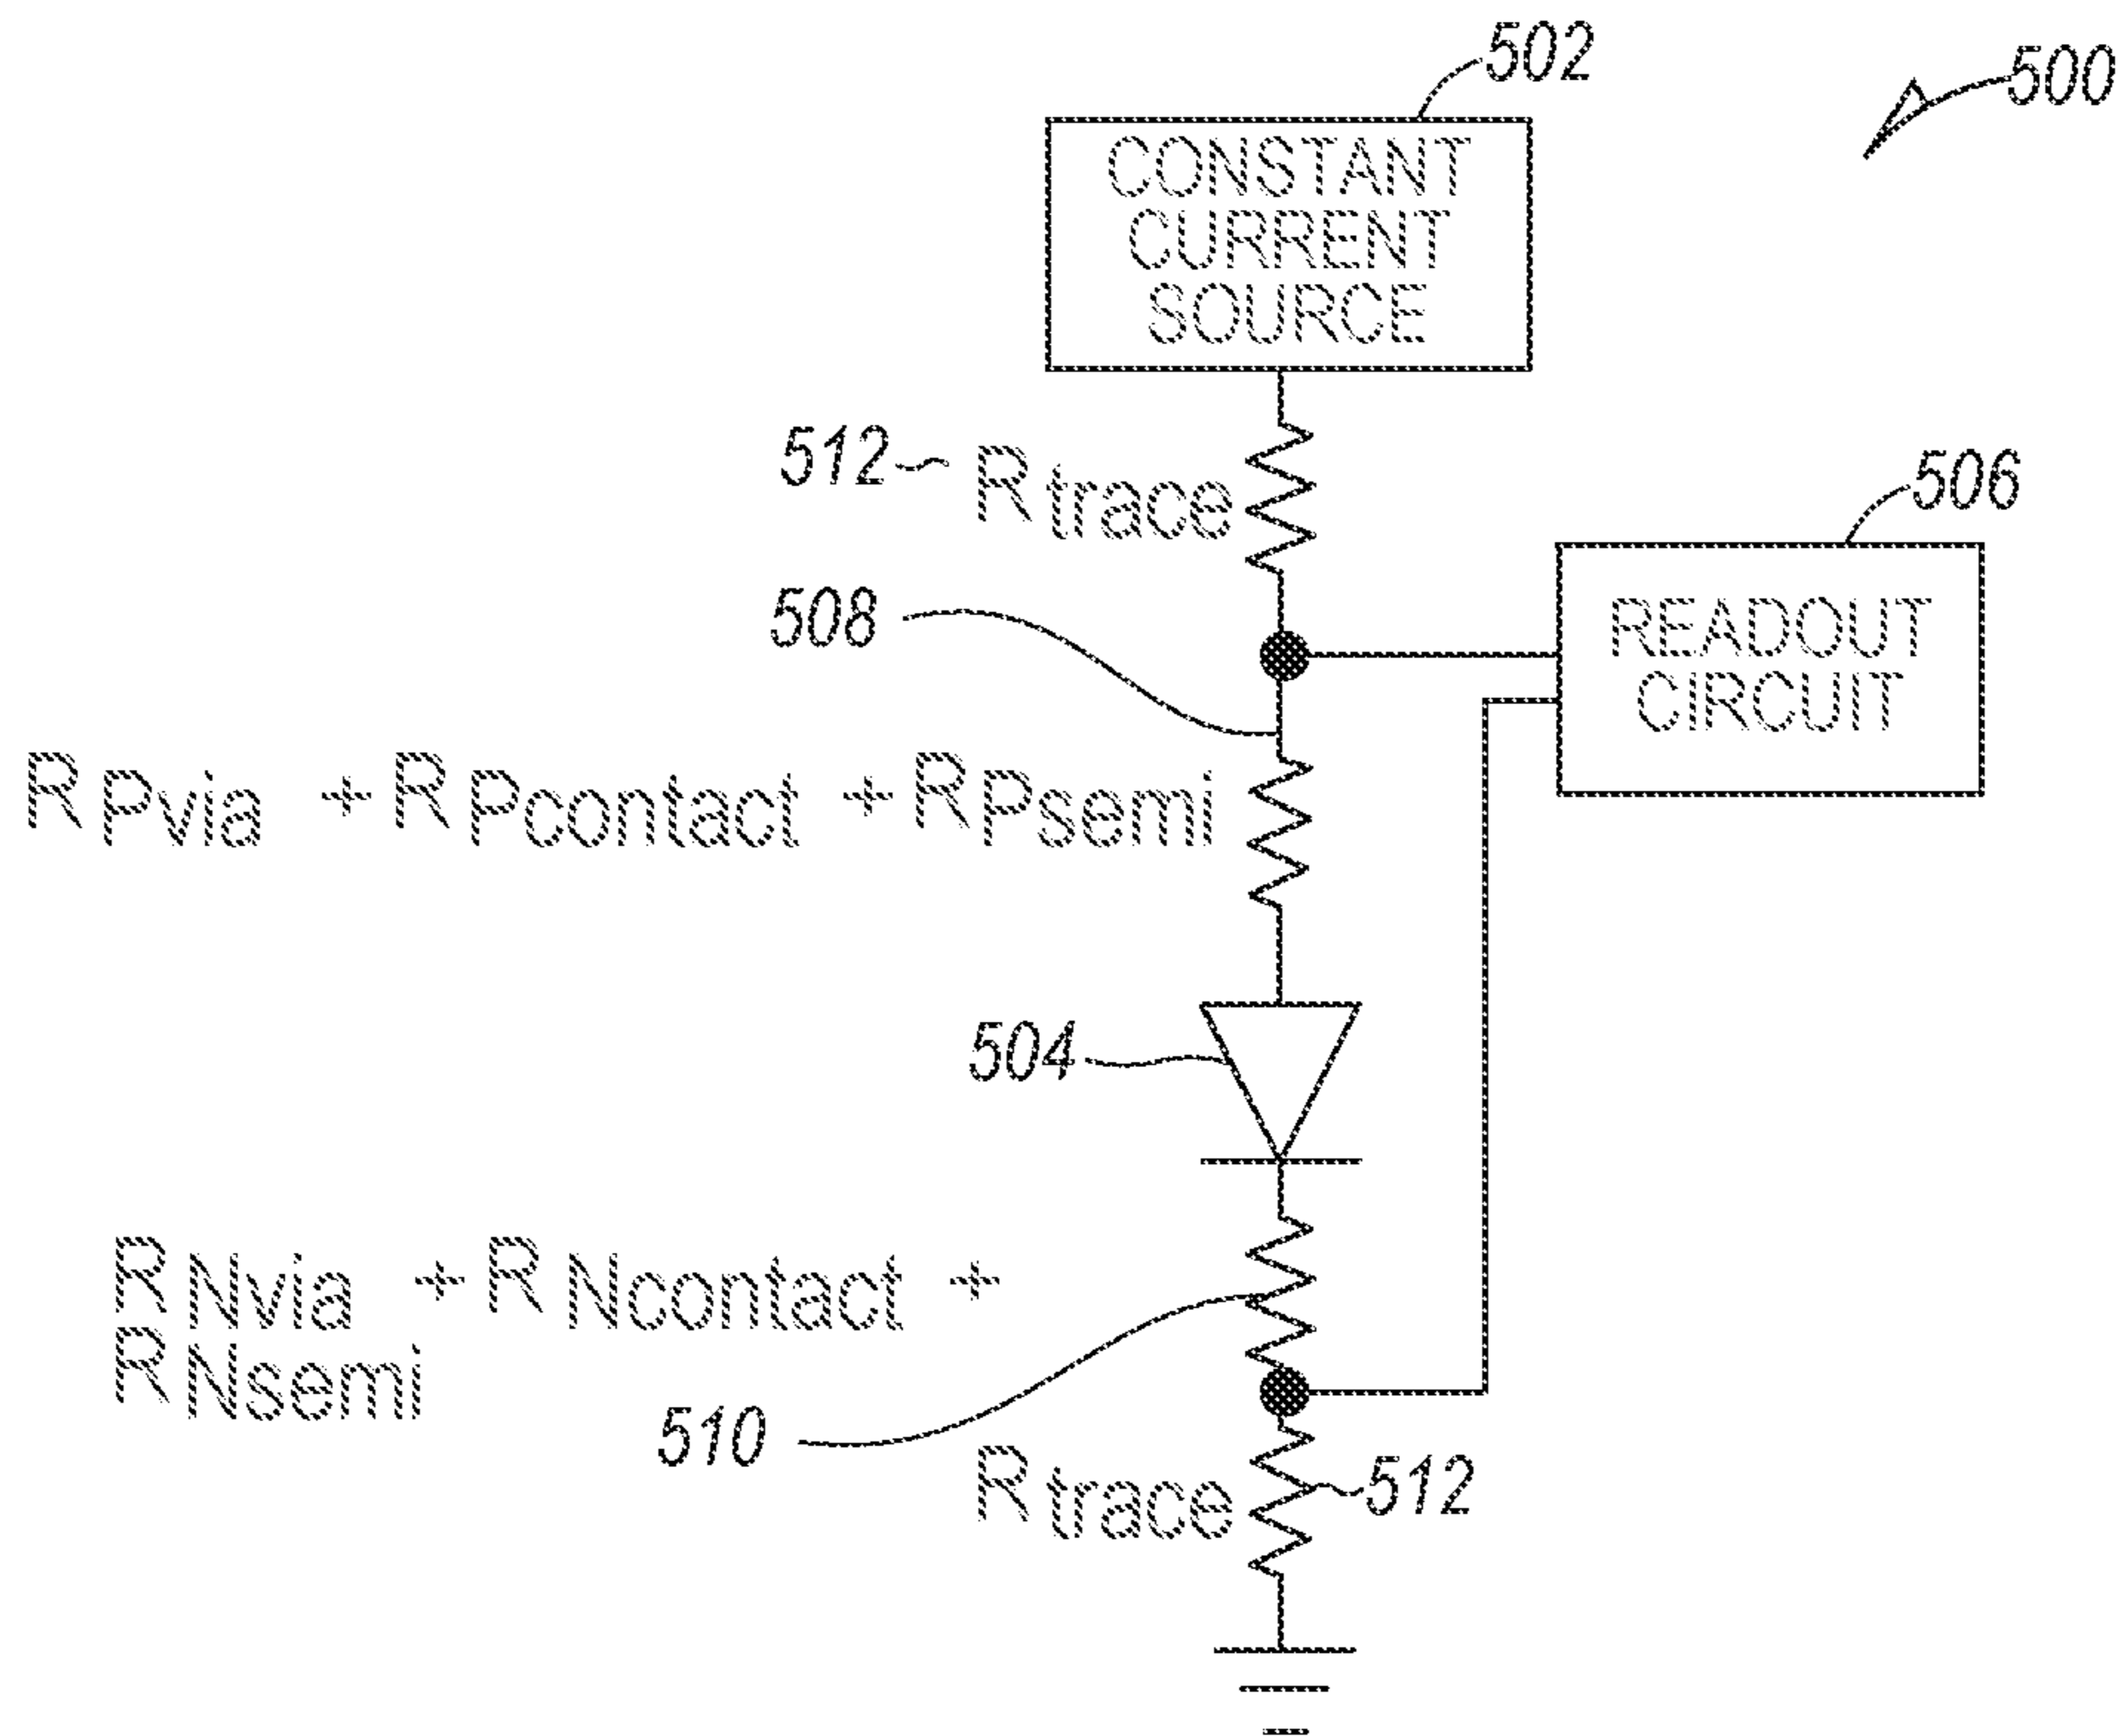 502
500
CONSTANT
CURRENT
SOURCE
512 Rtrace
506
508
READOUT
CIRCUIT
RPvia + RPcontact + RPsemi
504
RNvia + RNcontact +
RNsemi
510
Rtrace 512